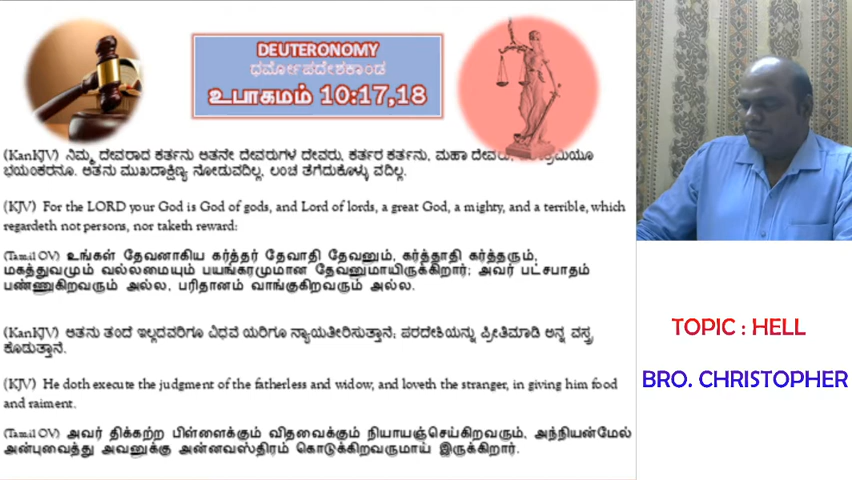 DEUTERONOMY
ಧರ್ಮೋಪದೇಶಕಾಂಡ
உபாகமம் 10:17,18
(KanKJV) ನಿಮ್ಮ ದೇವರಾದ ಕರ್ತನು ಆತನೇ ದೇವರುಗಳ ದೇವರು, ಕರ್ತರ ಕರ್ತನು, ಮಹಾ ದೇವರು,
ಭಯಂಕರನೂ. ಆತನು ಮುಖದಾಕ್ಷಿಣ್ಯ ನೋಡುವದಿಲ್ಲ, ಲಂಚ ತೆಗೆದುಕೊಳ್ಳು ವದಿಲ್ಲ.
(KJV) For the LORD your God is God of gods, and Lord of lords, a great God, a mighty, and a terrible, which
regardeth not persons, nor taketh reward:
(Tamil OV) உங்கள் தேவனாகிய கர்த்தர் தேவாதி தேவனும், கர்த்தாதி கர்த்தரும்,
மகத்துவமும் வல்லமையும் பயங்கரமுமான தேவனுமாயிருக்கிறார்; அவர் பட்சபாதம்
பண்ணுகிறவரும் அல்ல, பரிதானம் வாங்குகிறவரும் அல்ல.
(KanKJV) ಆತನು ತಂದೆ ಇಲ್ಲದವರಿಗೂ ವಿಧವೆ ಯರಿಗೂ ನ್ಯಾಯತೀರಿಸುತ್ತಾನೆ; ಪರದೇಶಿಯನ್ನು ಪ್ರೀತಿಮಾಡಿ ಅನ್ನ ವಸ್ತ್ರ
ಕೊಡುತ್ತಾನೆ.
(KJV) He doth execute the judgment of the fatherless and widow, and loveth the stranger, in giving him food
and raiment.
(Tamil OV) அவர் திக்கற்ற பிள்ளைக்கும் விதவைக்கும் நியாயஞ்செய்கிறவரும், அந்நியன்மேல்
அன்புவைத்து அவனுக்கு அன்னவஸ்திரம் கொடுக்கிறவருமாய் இருக்கிறார்.
TOPIC : HELL
BRO. CHRISTOPHER